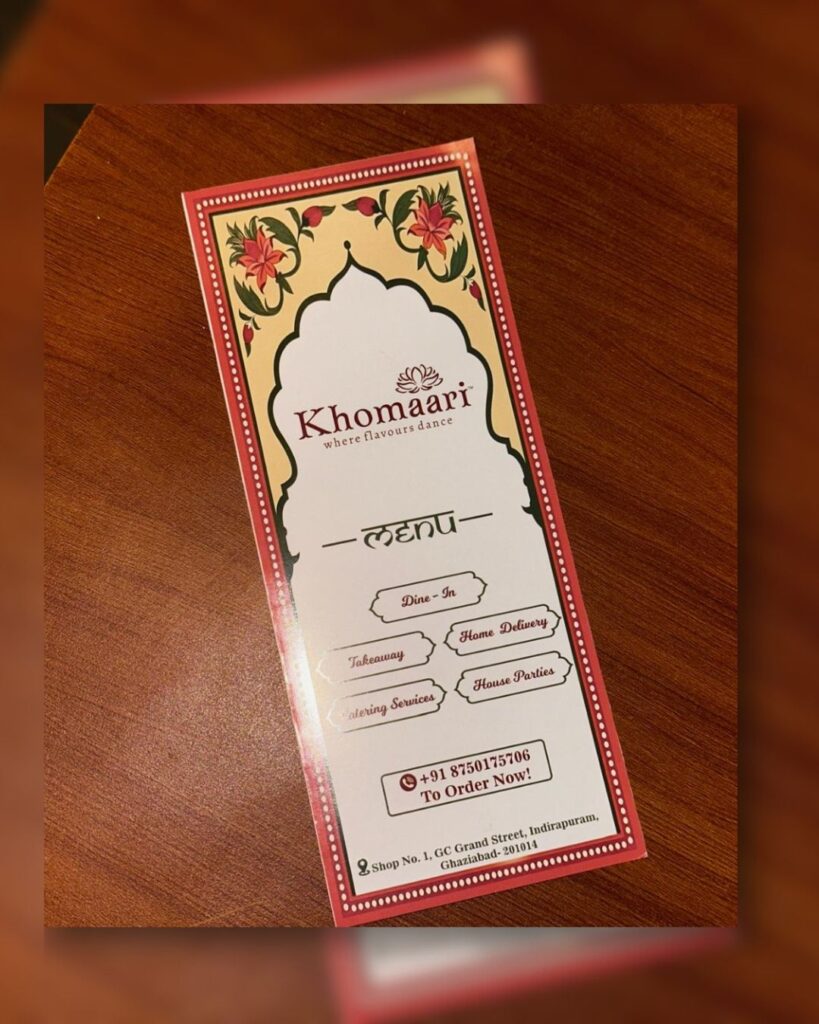 Khomaari™
where flavours dance
menu
Dine - In
Takeaway
Home Delivery
Catering Services
House Parties
+91 8750175706
To Order Now!
Shop No. 1, GC Grand Street, Indirapuram,
Ghaziabad- 201014